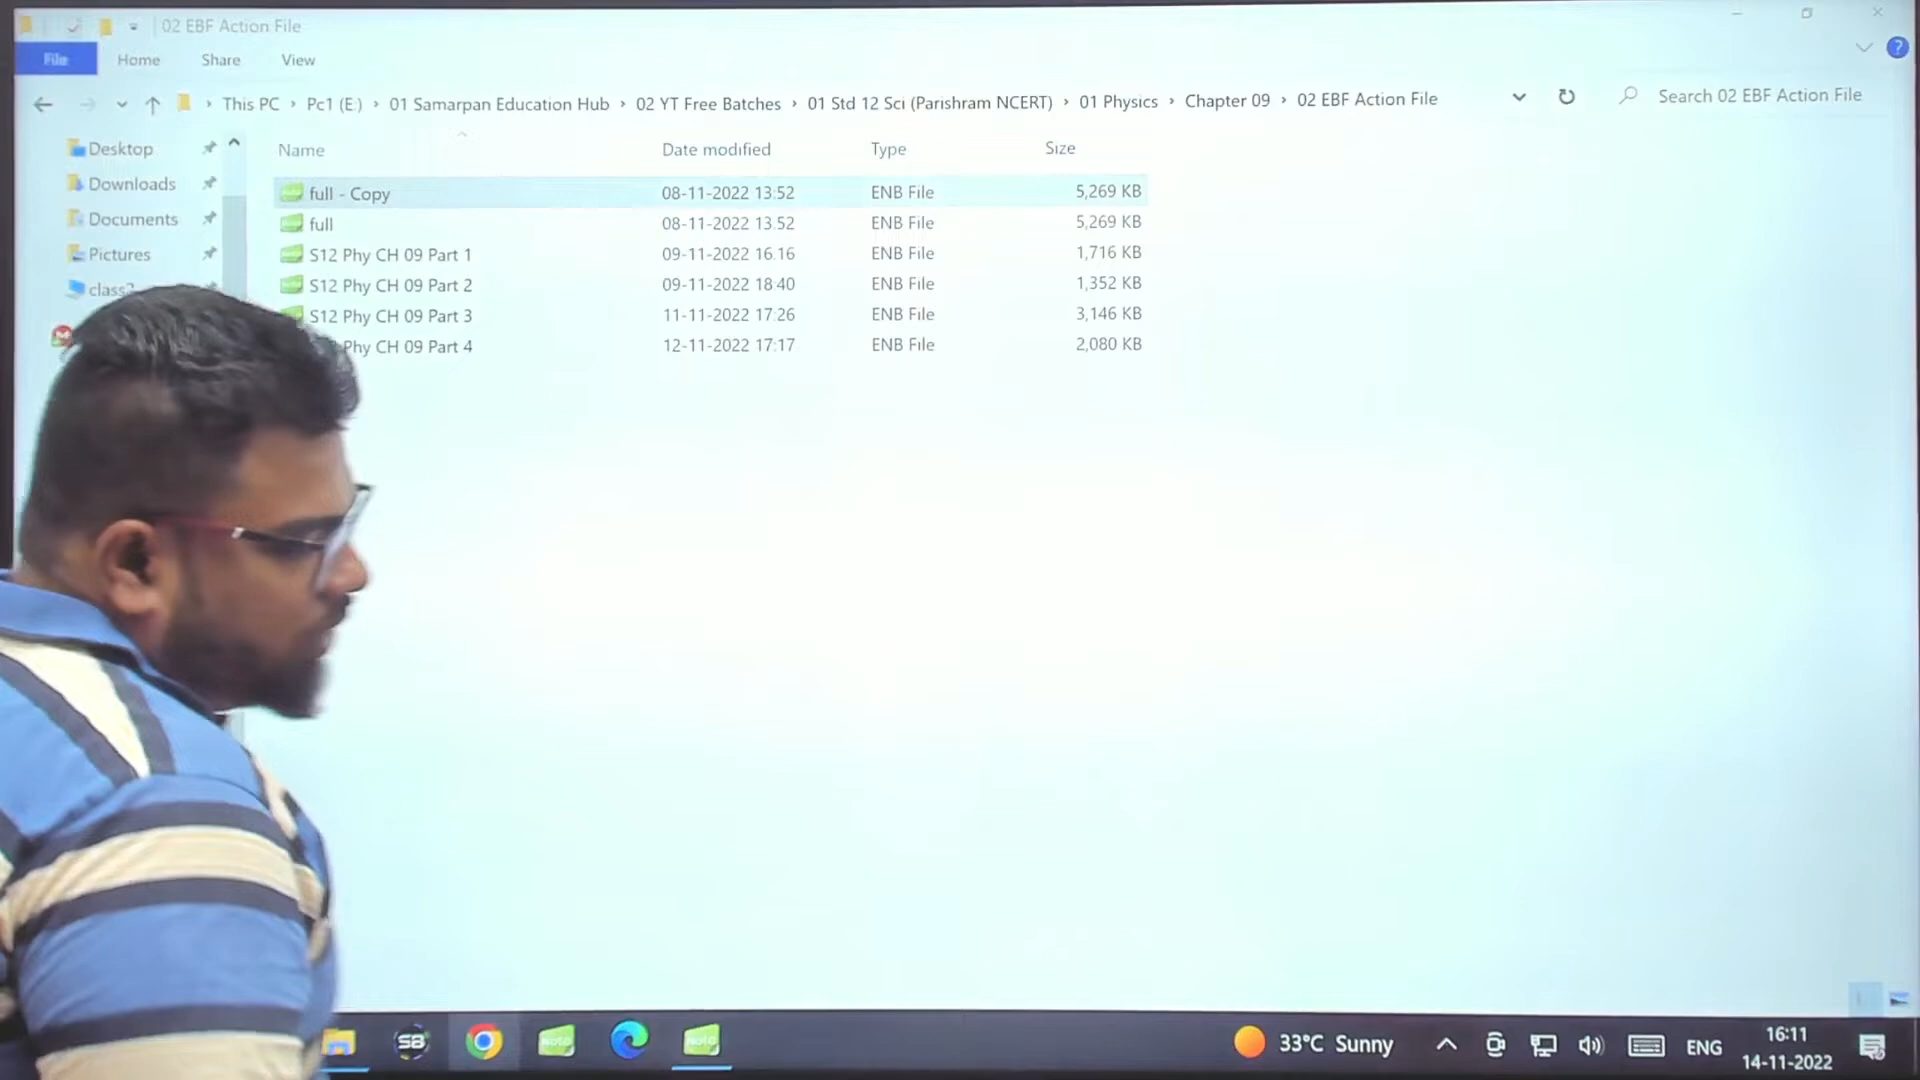 02 EBF Action File
File Home Share View
This PC › Pc1 (E:) › 01 Samarpan Education Hub › 02 YT Free Batches › 01 Std 12 Sci (Parishram NCERT) › 01 Physics › Chapter 09 › 02 EBF Action File
Search 02 EBF Action File
Name Date modified Type Size
Desktop
Downloads
Documents
Pictures
full - Copy 08-11-2022 13:52 ENB File 5,269 KB
full 08-11-2022 13:52 ENB File 5,269 KB
S12 Phy CH 09 Part 1 09-11-2022 16:16 ENB File 1,716 KB
S12 Phy CH 09 Part 2 09-11-2022 18:40 ENB File 1,352 KB
S12 Phy CH 09 Part 3 11-11-2022 17:26 ENB File 3,146 KB
Phy CH 09 Part 4 12-11-2022 17:17 ENB File 2,080 KB
SB
33°C Sunny
ENG
16:11
14-11-2022